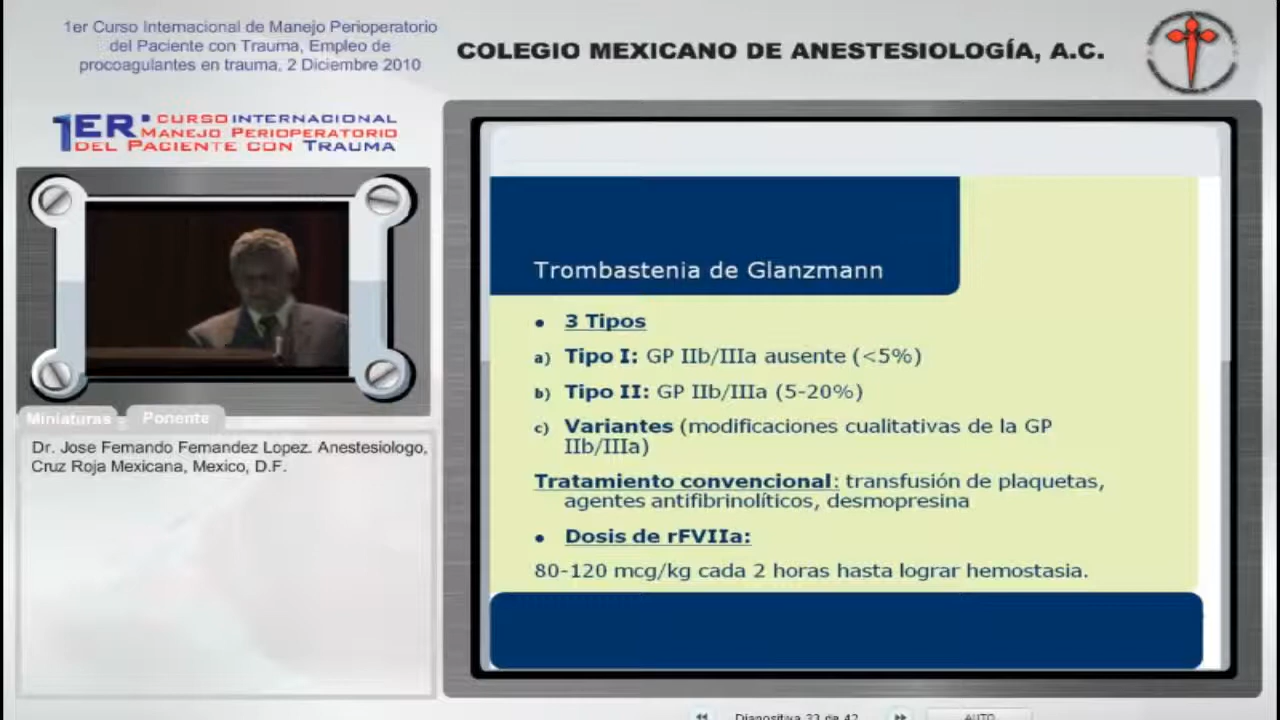 1er Curso Internacional de Manejo Perioperatorio
del Paciente con Trauma, Empleo de
procoagulantes en trauma, 2 Diciembre 2010
COLEGIO MEXICANO DE ANESTESIOLOGÍA, A.C.
1ER. CURSO INTERNACIONAL
MANEJO PERIOPERATORIO
DEL PACIENTE CON TRAUMA
Miniaturas
Ponente
Dr. Jose Fernando Fernandez Lopez. Anestesiologo,
Cruz Roja Mexicana, Mexico, D.F.
Trombastenia de Glanzmann
• 3 Tipos
a) Tipo I: GP IIb/IIIa ausente (<5%)
b) Tipo II: GP IIb/IIIa (5-20%)
c) Variantes (modificaciones cualitativas de la GP
IIb/IIIa)
Tratamiento convencional: transfusión de plaquetas,
agentes antifibrinolíticos, desmopresina
• Dosis de rFVIIa:
80-120 mcg/kg cada 2 horas hasta lograr hemostasia.
Diapositiva 33 de 42
AUTO